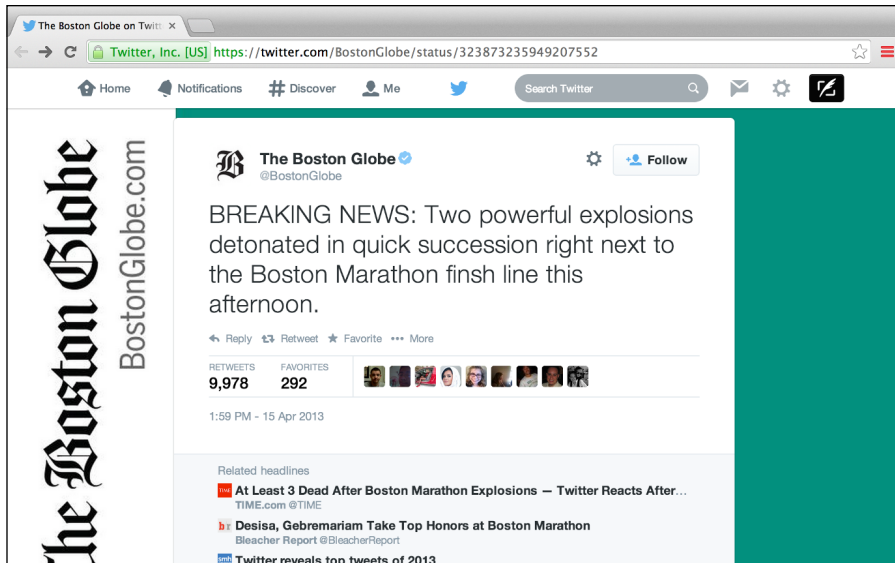 The Boston Globe on Twitt
Twitter, Inc. [US] https://twitter.com/BostonGlobe/status/323873235949207552
Home Notifications Discover Me Search Twitter
The Boston Globe
BostonGlobe.com
The Boston Globe
@BostonGlobe
Follow
BREAKING NEWS: Two powerful explosions
detonated in quick succession right next to
the Boston Marathon finsh line this
afternoon.
Reply Retweet Favorite More
RETWEETS FAVORITES
9,978 292
1:59 PM - 15 Apr 2013
Related headlines
TIME At Least 3 Dead After Boston Marathon Explosions — Twitter Reacts After…
TIME.com @TIME
br Desisa, Gebremariam Take Top Honors at Boston Marathon
Bleacher Report @BleacherReport
smh Twitter reveals top tweets of 2013